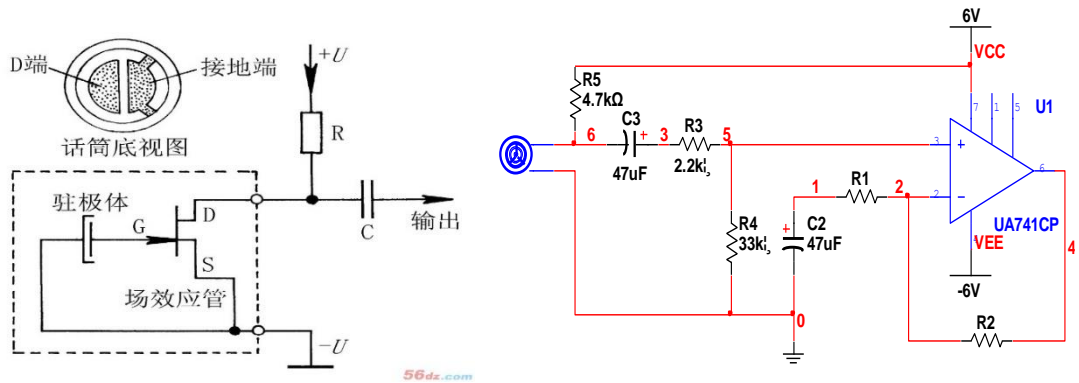 D端
接地端
话筒底视图
+U
R
驻极体
G
D
S
场效应管
C
输出
-U
56dz.com
6V
VCC
R5
4.7kΩ
6
C3
+
47uF
3
R3
2.2k
5
R4
33k
1
+
C2
47uF
R1
2
0
7
1
5
U1
3
+
2
−
6
UA741CP
4
VEE
-6V
4
R2